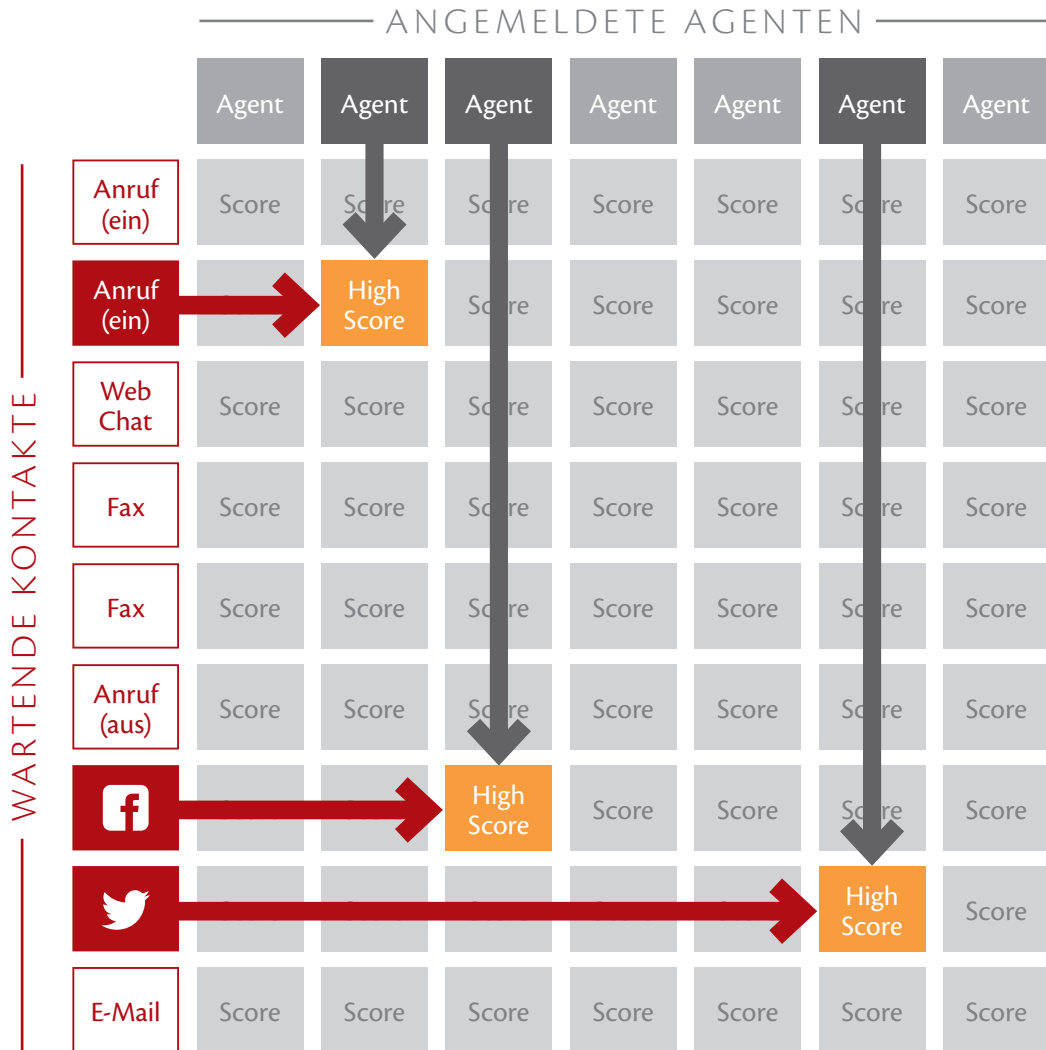 ANGEMELDETE AGENTEN
Agent Agent Agent Agent Agent Agent Agent
WARTENDE KONTAKTE
Anruf
(ein)
Score Score Score Score Score Score Score
Anruf
(ein)
High
Score
Score Score Score Score Score
Web
Chat
Score Score Score Score Score Score Score
Fax
Score Score Score Score Score Score Score
Fax
Score Score Score Score Score Score Score
Anruf
(aus)
Score Score Score Score Score Score Score
High
Score
Score Score Score Score
High
Score
Score
E-Mail
Score Score Score Score Score Score Score